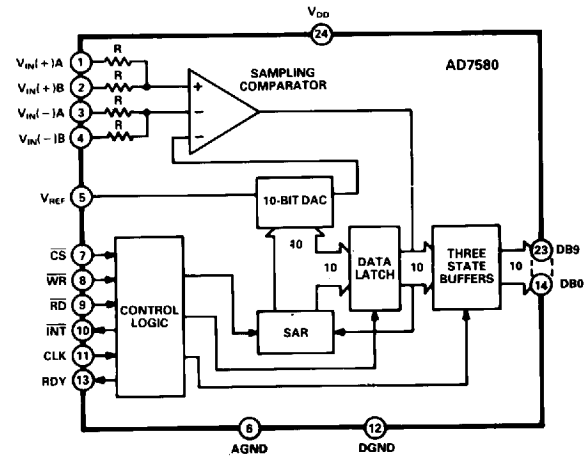 VDD
24
AD7580
SAMPLING
COMPARATOR
VIN(+)A 1 R
VIN(+)B 2 R +
VIN(−)A 3 R −
VIN(−)B 4 R −
VREF 5
10-BIT DAC
10
10
DATA
LATCH
10
THREE
STATE
BUFFERS
10
23 DB9
14 DB0
CS 7
WR 8
RD 9
INT 10
CLK 11
RDY 13
CONTROL
LOGIC
SAR
6
AGND
12
DGND